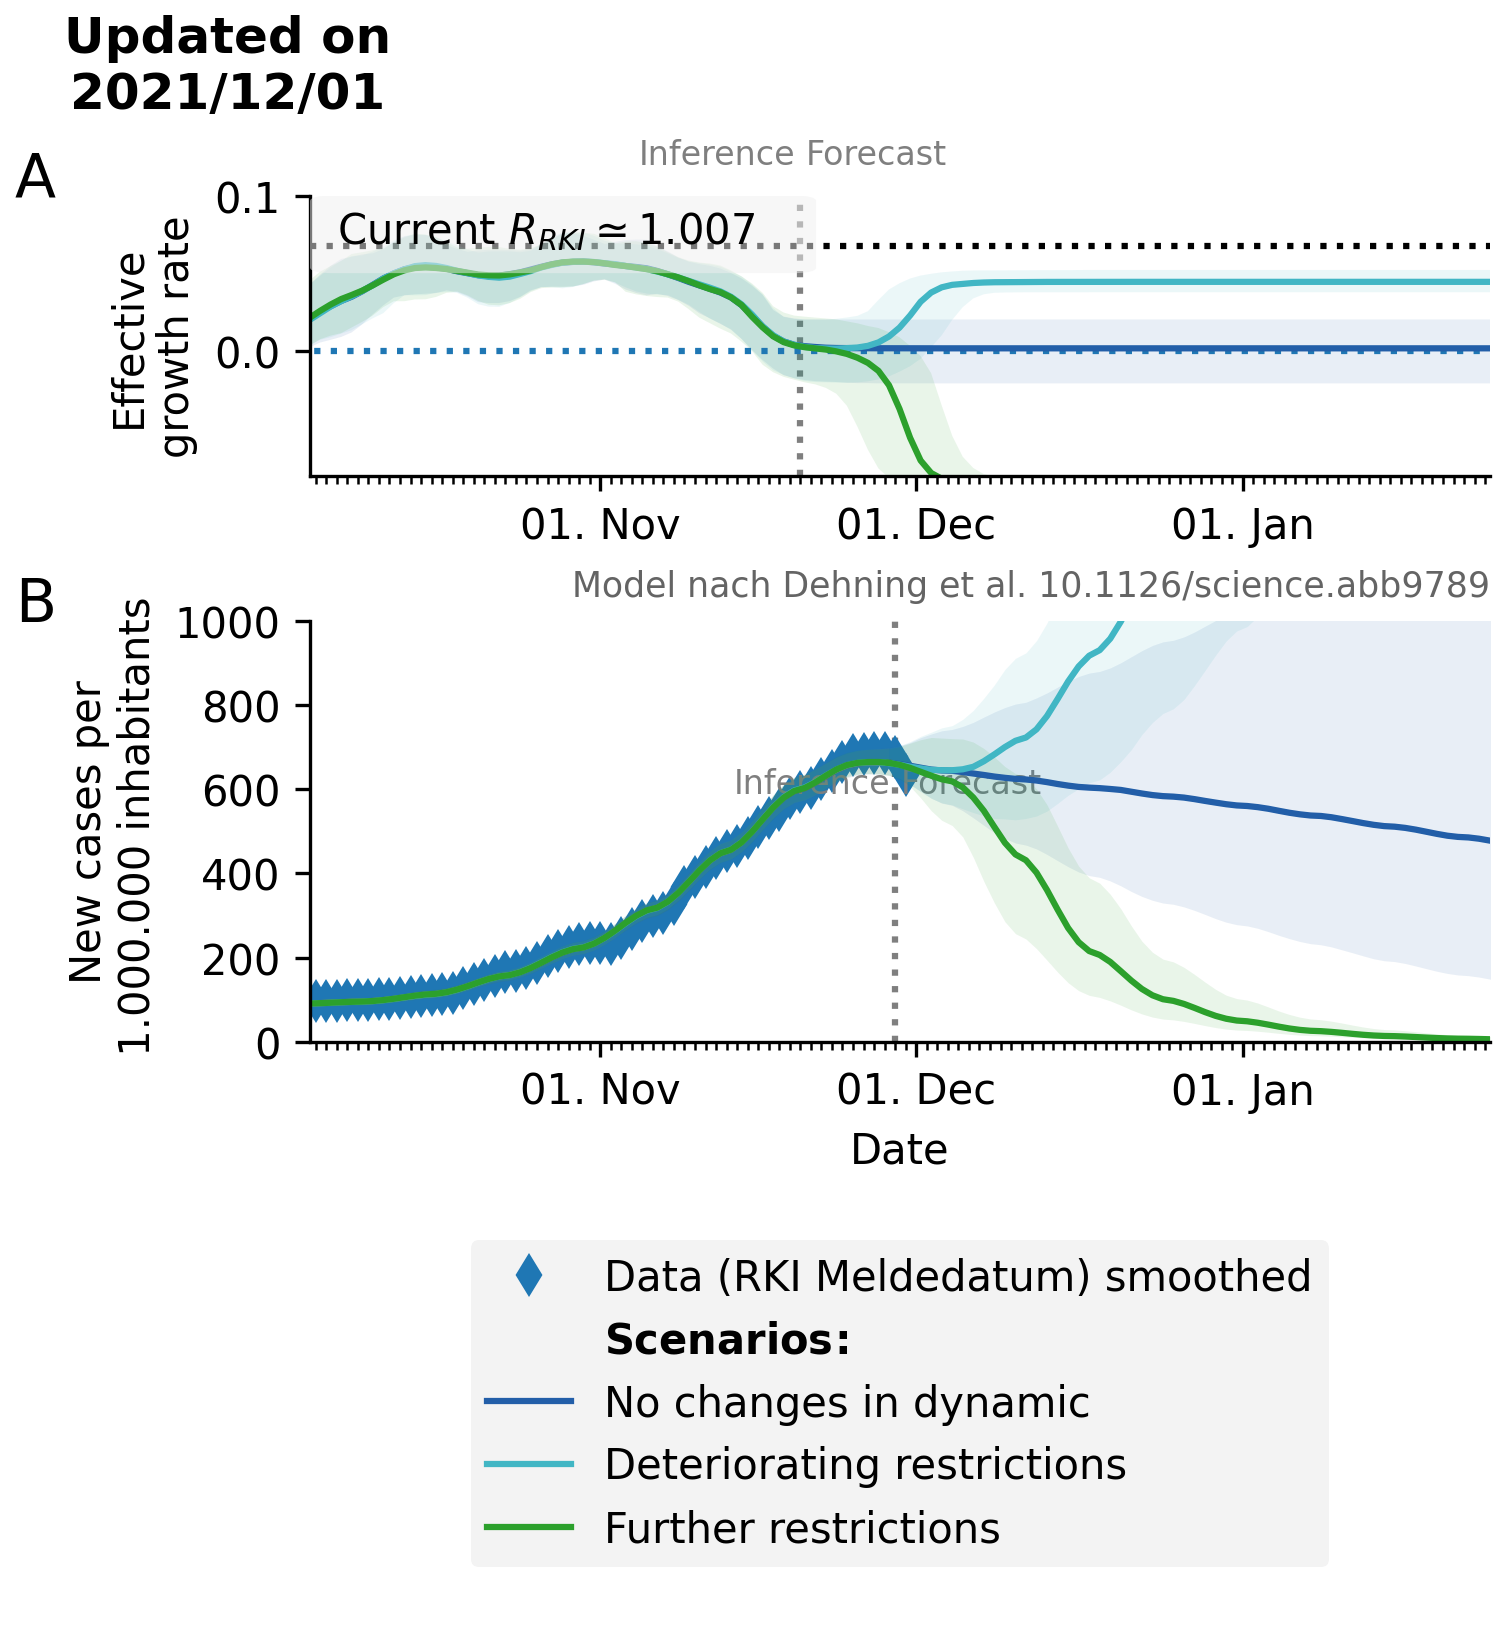 Updated on
2021/12/01
A
Inference Forecast
Effective
growth rate
0.1
0.0
Current R_RKI ≃ 1.007
01. Nov 01. Dec 01. Jan
B
Model nach Dehning et al. 10.1126/science.abb9789
New cases per
1.000.000 inhabitants
1000
800
600
400
200
0
Inference Forecast
01. Nov 01. Dec 01. Jan
Date
Data (RKI Meldedatum) smoothed
Scenarios:
No changes in dynamic
Deteriorating restrictions
Further restrictions